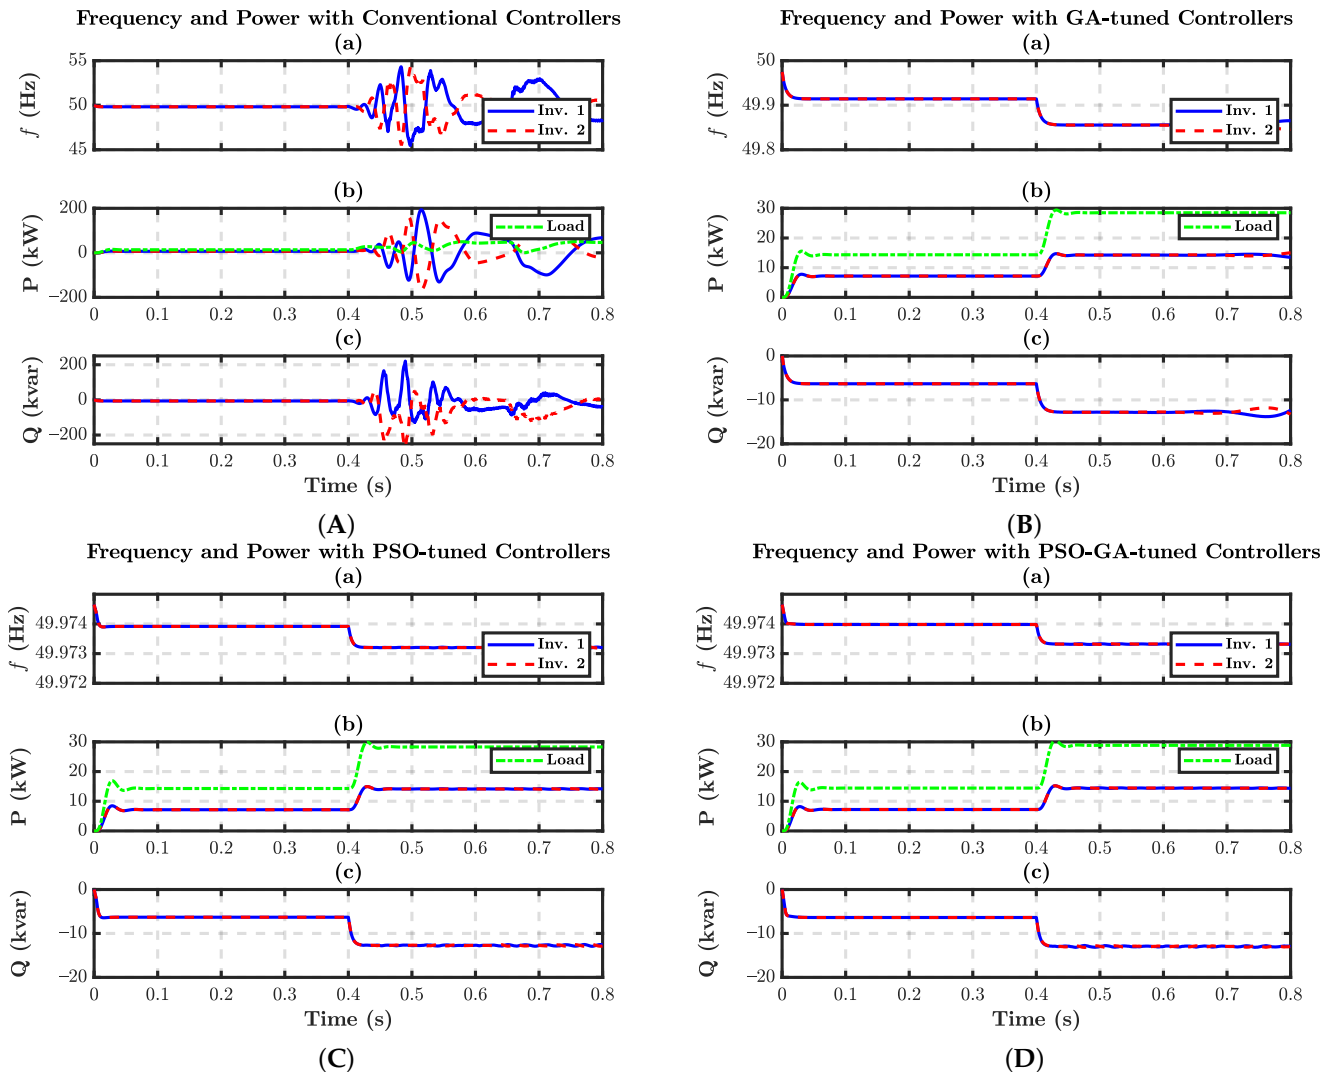 Frequency and Power with Conventional Controllers
(a)
55
50
45
f (Hz)
Inv. 1
Inv. 2
(b)
200
0
−200
P (kW)
Load
0 0.1 0.2 0.3 0.4 0.5 0.6 0.7 0.8
(c)
200
0
−200
Q (kvar)
0 0.1 0.2 0.3 0.4 0.5 0.6 0.7 0.8
Time (s)
(A)
Frequency and Power with GA-tuned Controllers
(a)
50
49.9
49.8
f (Hz)
Inv. 1
Inv. 2
(b)
30
20
10
0
P (kW)
Load
0 0.1 0.2 0.3 0.4 0.5 0.6 0.7 0.8
(c)
0
−10
−20
Q (kvar)
0 0.1 0.2 0.3 0.4 0.5 0.6 0.7 0.8
Time (s)
(B)
Frequency and Power with PSO-tuned Controllers
(a)
49.974
49.973
49.972
f (Hz)
Inv. 1
Inv. 2
(b)
30
20
10
0
P (kW)
Load
0 0.1 0.2 0.3 0.4 0.5 0.6 0.7 0.8
(c)
0
−10
−20
Q (kvar)
0 0.1 0.2 0.3 0.4 0.5 0.6 0.7 0.8
Time (s)
(C)
Frequency and Power with PSO-GA-tuned Controllers
(a)
49.974
49.973
49.972
f (Hz)
Inv. 1
Inv. 2
(b)
30
20
10
0
P (kW)
Load
0 0.1 0.2 0.3 0.4 0.5 0.6 0.7 0.8
(c)
0
−10
−20
Q (kvar)
0 0.1 0.2 0.3 0.4 0.5 0.6 0.7 0.8
Time (s)
(D)